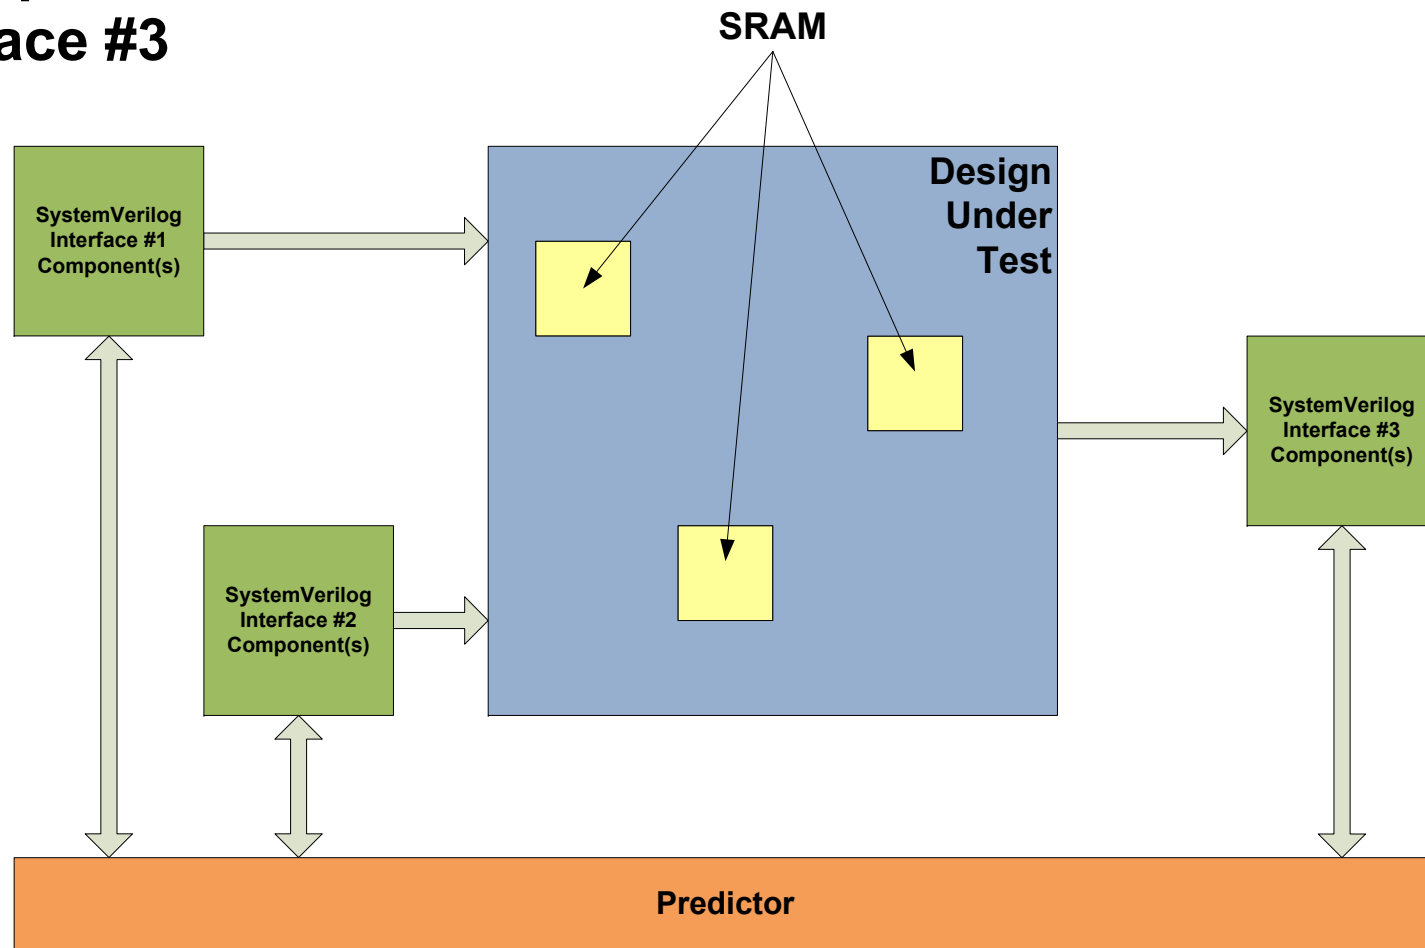 ace #3
SRAM
Design
Under
Test
SystemVerilog
Interface #1
Component(s)
SystemVerilog
Interface #3
Component(s)
SystemVerilog
Interface #2
Component(s)
Predictor